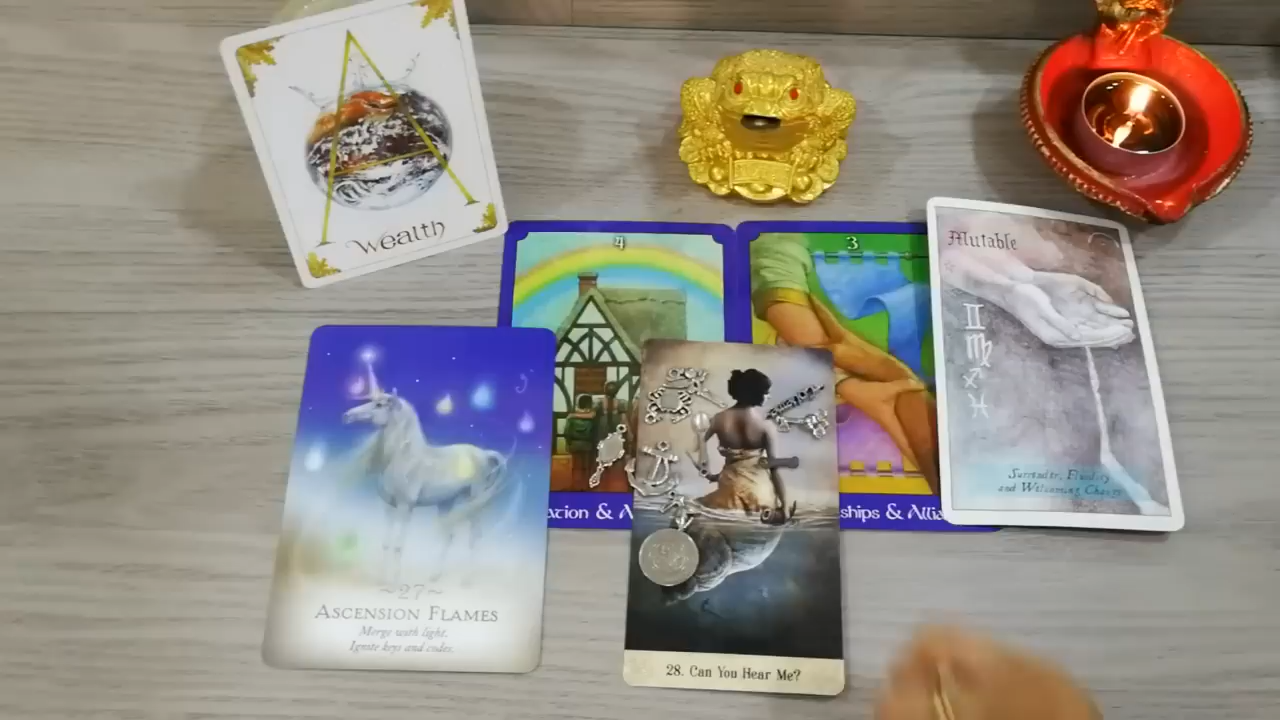 Wealth
4
3
Mutable
Surrender, Fluidity
and Welcoming Change
ation & A
ships & Allia
~27~
ASCENSION FLAMES
Merge with light.
Ignite keys and codes.
28. Can You Hear Me?